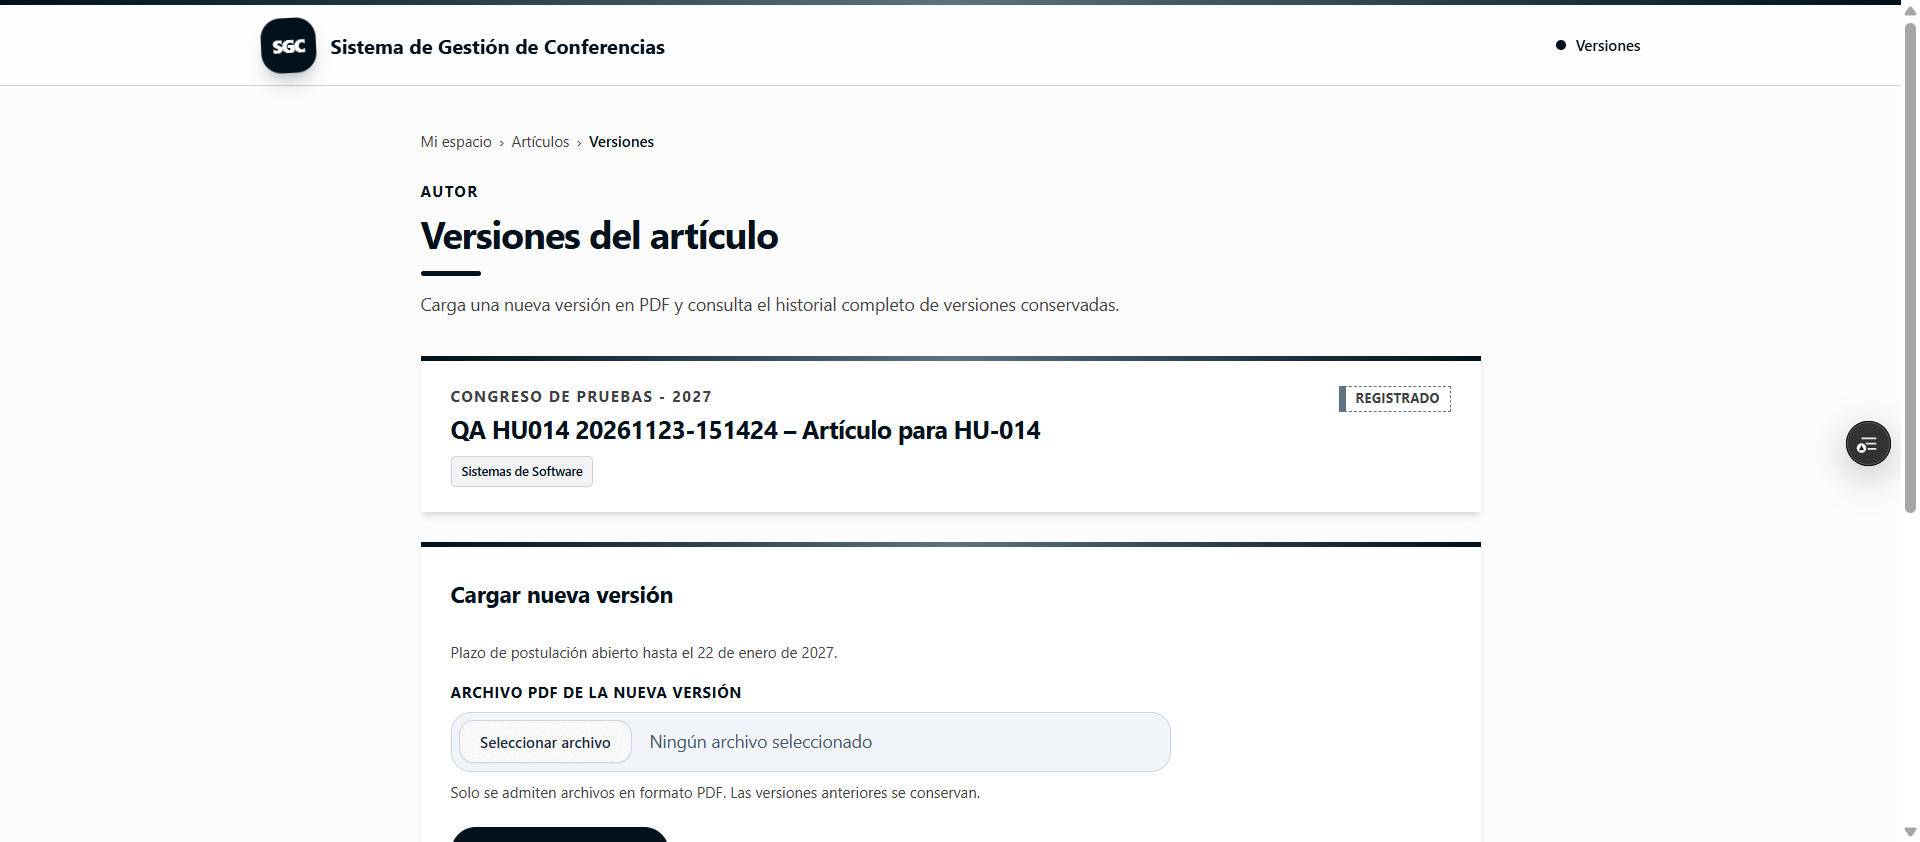 SGC Sistema de Gestión de Conferencias
Versiones
Mi espacio › Artículos › Versiones
AUTOR
Versiones del artículo
Carga una nueva versión en PDF y consulta el historial completo de versiones conservadas.
CONGRESO DE PRUEBAS - 2027
REGISTRADO
QA HU014 20261123-151424 – Artículo para HU-014
Sistemas de Software
Cargar nueva versión
Plazo de postulación abierto hasta el 22 de enero de 2027.
ARCHIVO PDF DE LA NUEVA VERSIÓN
Seleccionar archivo Ningún archivo seleccionado
Solo se admiten archivos en formato PDF. Las versiones anteriores se conservan.